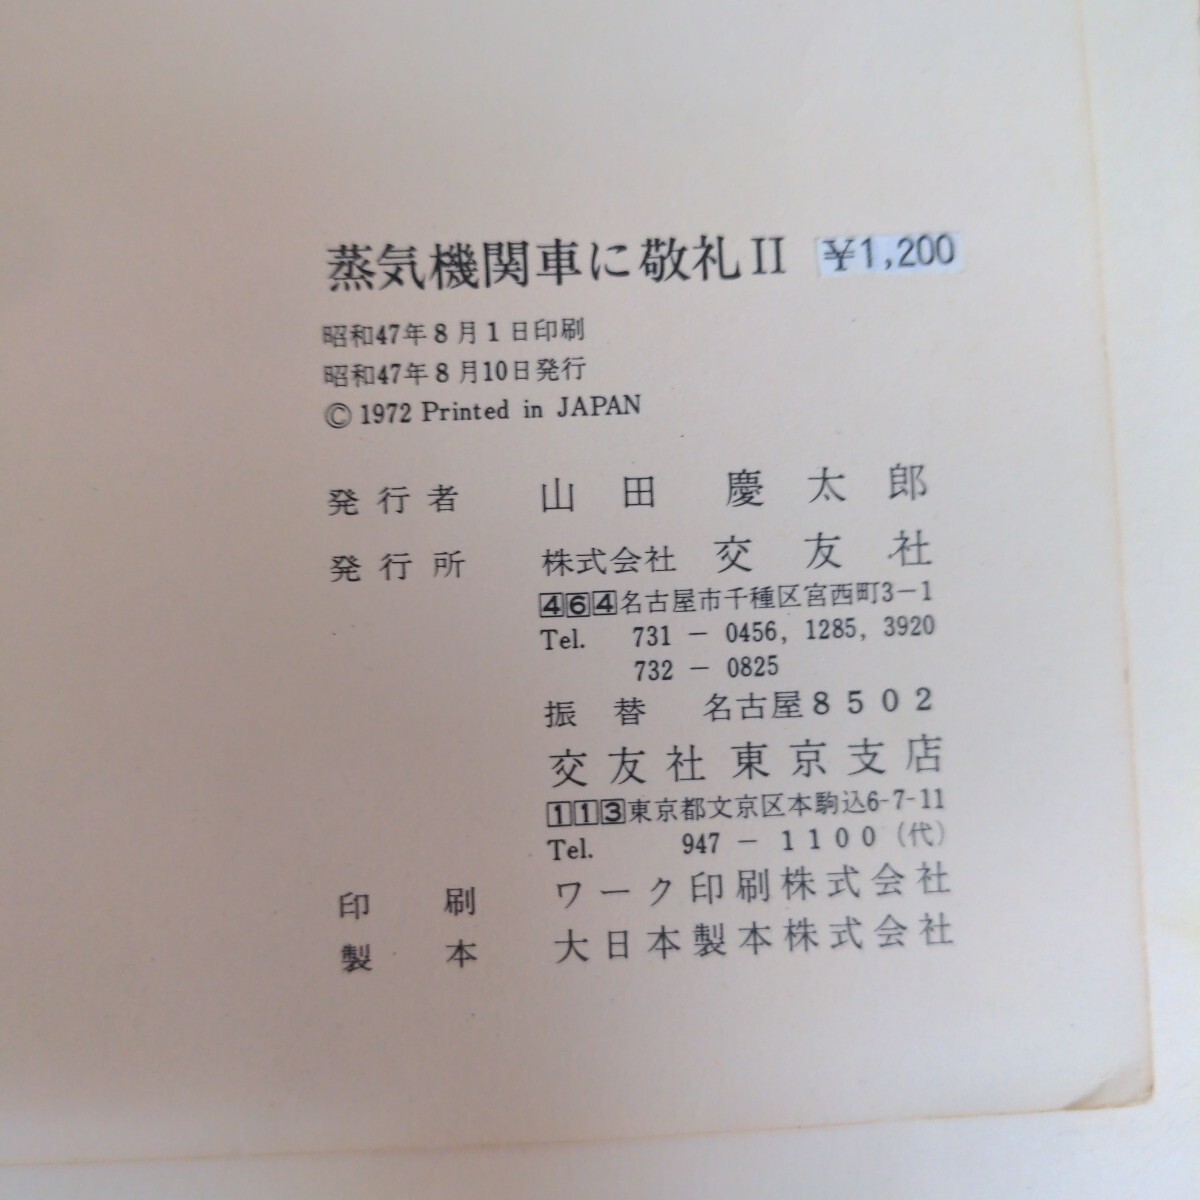 蒸気機関車に敬礼II ¥1,200
昭和47年8月1日印刷
昭和47年8月10日発行
© 1972 Printed in JAPAN
発行者 山田慶太郎
発行所 株式会社 交友社
464名古屋市千種区宮西町3-1
Tel. 731-0456, 1285, 3920
732-0825
振替 名古屋8502
交友社東京支店
113東京都文京区本駒込6-7-11
Tel. 947-1100(代)
印刷 ワーク印刷株式会社
製本 大日本製本株式会社